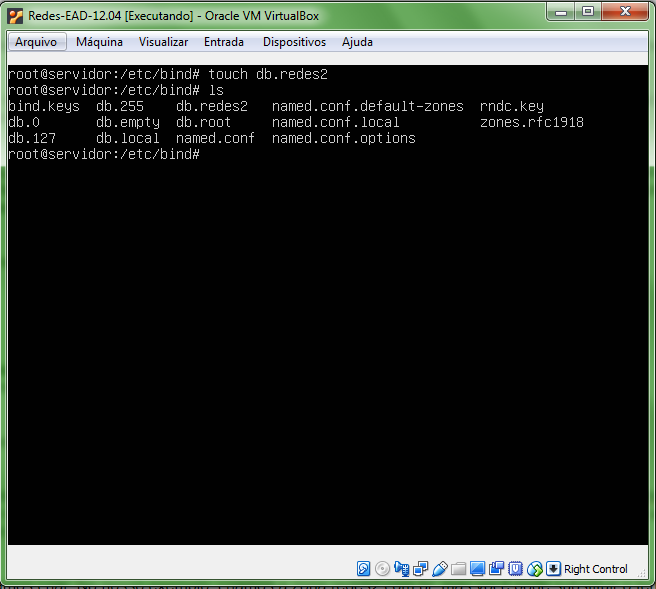 Redes-EAD-12.04 [Executando] - Oracle VM VirtualBox
Arquivo Máquina Visualizar Entrada Dispositivos Ajuda
root@servidor:/etc/bind# touch db.redes2
root@servidor:/etc/bind# ls
bind.keys db.255 db.redes2 named.conf.default-zones rndc.key
db.0 db.empty db.root named.conf.local zones.rfc1918
db.127 db.local named.conf named.conf.options
root@servidor:/etc/bind#
Right Control